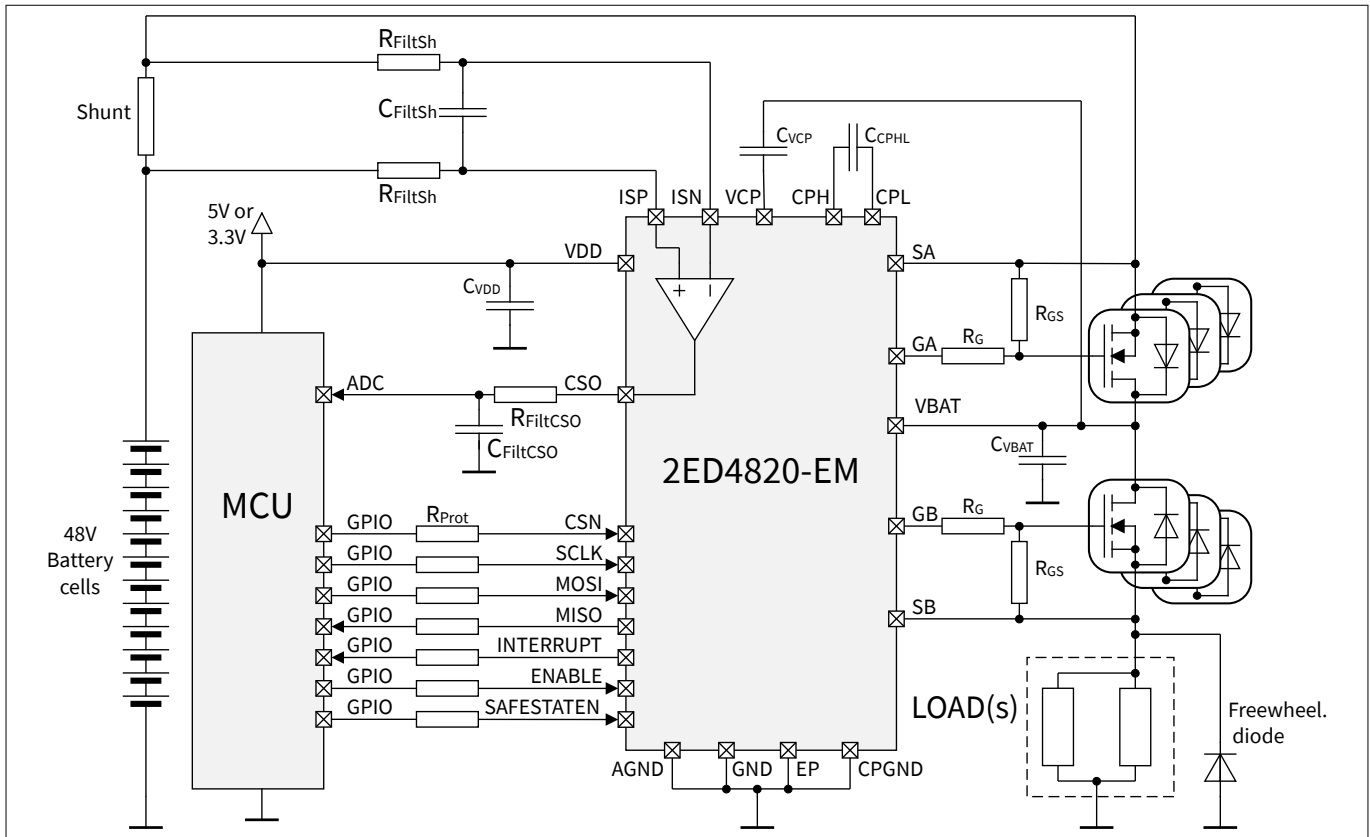 RFiltSh
Shunt
CFiltSh
RFiltSh
CVCP
CCPHL
ISP
ISN
VCP
CPH
CPL
5V or
3.3V
VDD
SA
CVDD
+
−
RGS
GA
RG
ADC
CSO
VBAT
RFiltCSO
CFiltCSO
CVBAT
2ED4820-EM
MCU
48V
Battery
cells
GPIO
RProt
CSN
GB
RG
GPIO
SCLK
RGS
GPIO
MOSI
GPIO
MISO
SB
GPIO
INTERRUPT
GPIO
ENABLE
GPIO
SAFESTATEN
LOAD(s)
Freewheel.
diode
AGND
GND
EP
CPGND